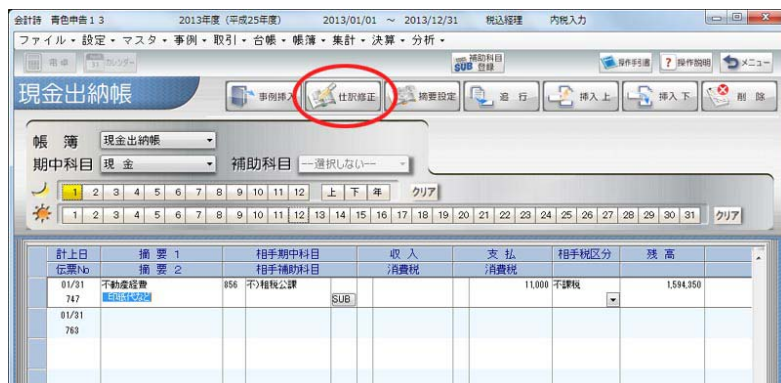 会計詩 青色申告13 2013年度 (平成25年度) 2013/01/01 ～ 2013/12/31 税込経理 内税入力
ファイル・設定・マスタ・事例・取引・台帳・帳簿・集計・決算・分析・
電卓 カレンダー SUB 補助科目登録 操作手引書 ? 操作説明 メニュー
現金出納帳 事例挿入 仕訳修正 摘要設定 追行 挿入上 挿入下 削除
帳簿 現金出納帳
期中科目 現金 補助科目 --選択しない--
1 2 3 4 5 6 7 8 9 10 11 12 上 下 年 クリア
1 2 3 4 5 6 7 8 9 10 11 12 13 14 15 16 17 18 19 20 21 22 23 24 25 26 27 28 29 30 31 クリア
計上日 摘要1 相手期中科目 収入 支払 相手税区分 残高
伝票No 摘要2 相手補助科目 消費税 消費税
01/31 不動産経費 856 不)租税公課 11,000 不課税 1,594,350
747 印紙代など SUB
01/31
763